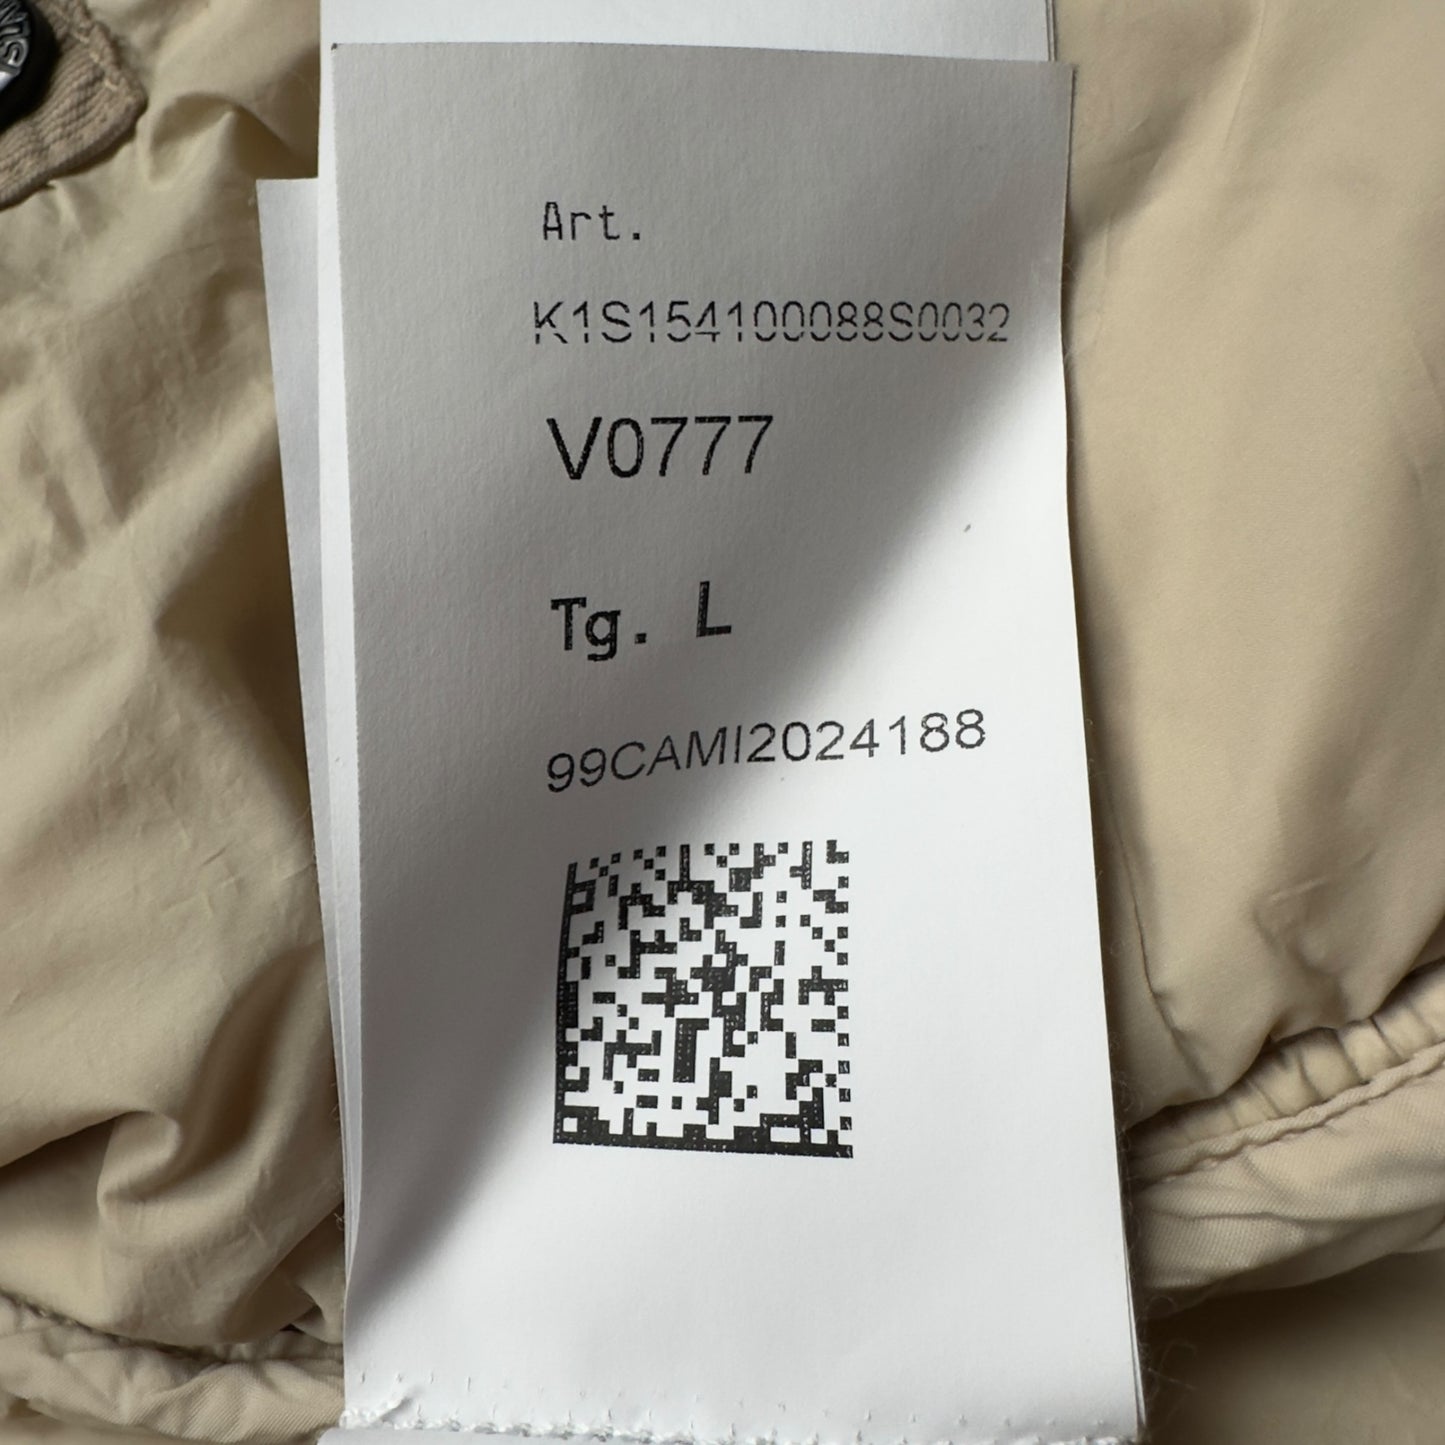 Art.
K1S154100088S0032
V0777
Tg. L
99CAMI2024188